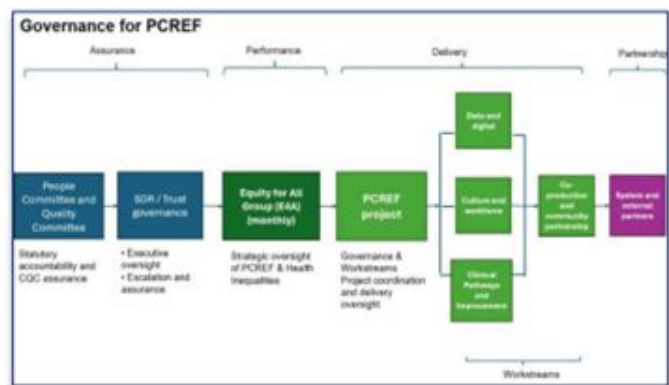 Governance for PCREF
Assurance
Performance
Delivery
Partnership
People
Committee and
Quality
Committee
SDR / Trust
governance
Equity for All
Group (E4A)
(monthly)
PCREF
project
Data and
digital
Culture and
workforce
Clinical
Pathways and
Improvement
Co-
production
and
community
partnership
System and
external
partners
Statutory
accountability and
CQC assurance
• Executive
oversight
• Escalation and
assurance
Strategic oversight
of PCREF & Health
Inequalities
Governance &
Workstreams
Project coordination
and delivery
oversight
Workstreams